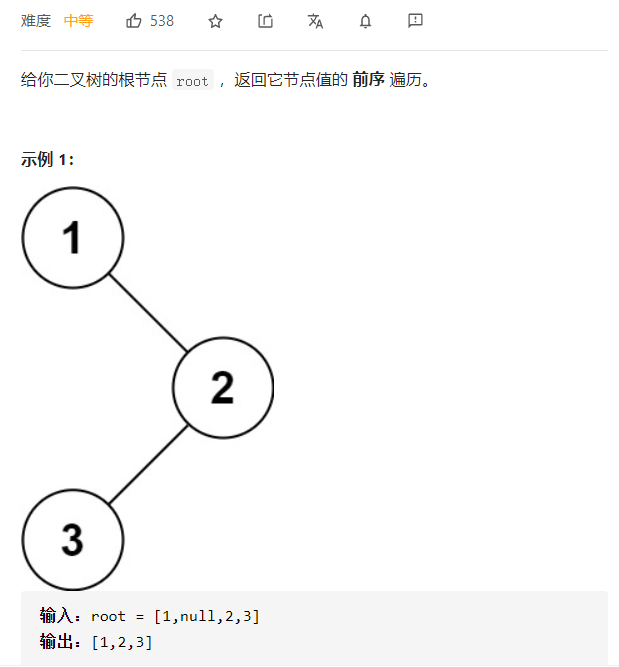 难度 中等 538
给你二叉树的根节点 root ，返回它节点值的 前序 遍历。
示例 1：
1
2
3
输入：root = [1,null,2,3]
输出：[1,2,3]